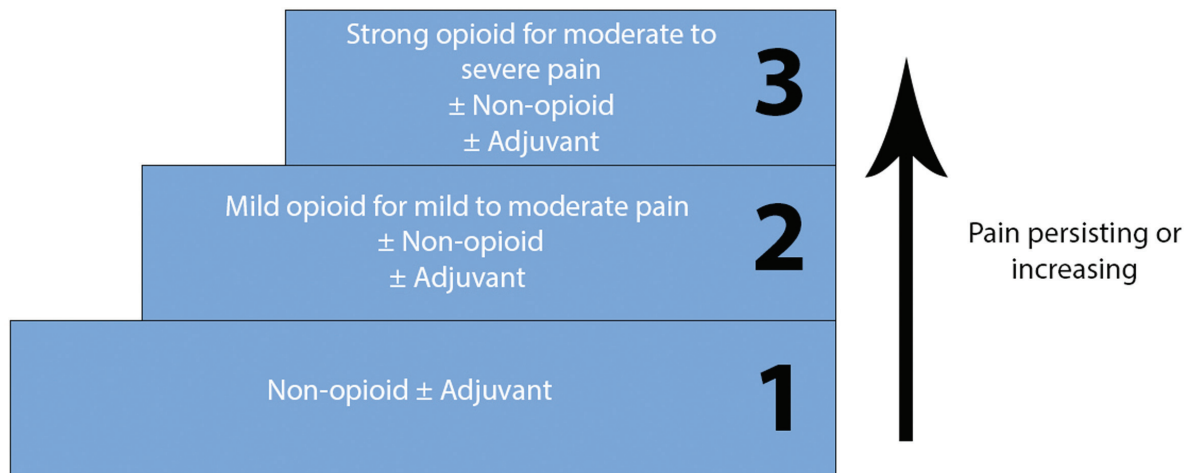 Strong opioid for moderate to
severe pain
± Non-opioid
± Adjuvant
3
Mild opioid for mild to moderate pain
± Non-opioid
± Adjuvant
2
Non-opioid ± Adjuvant
1
Pain persisting or
increasing